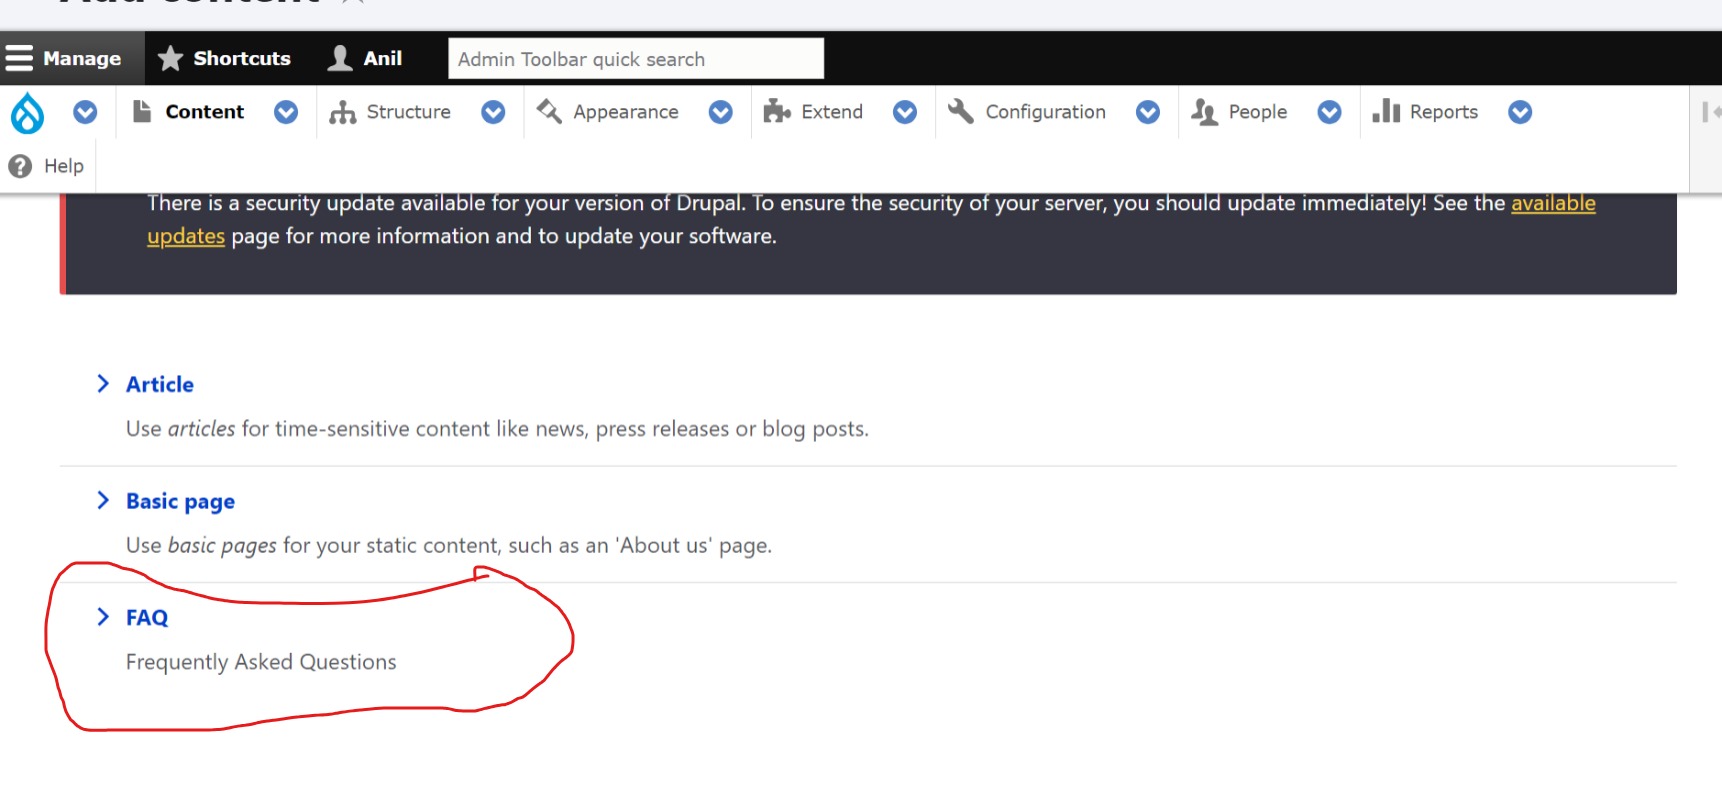 Add content
Manage Shortcuts Anil Admin Toolbar quick search
Content Structure Appearance Extend Configuration People Reports
Help
There is a security update available for your version of Drupal. To ensure the security of your server, you should update immediately! See the available
updates page for more information and to update your software.
Article
Use articles for time-sensitive content like news, press releases or blog posts.
Basic page
Use basic pages for your static content, such as an 'About us' page.
FAQ
Frequently Asked Questions